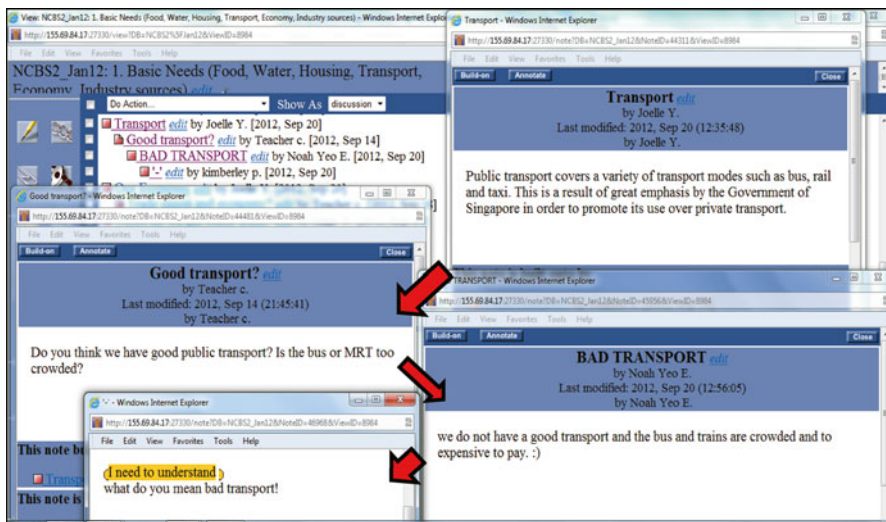 View: NCBS2_Jan12: 1. Basic Needs (Food, Water, Housing, Transport, Economy, Industry sources) - Windows Internet Explo
http://155.69.84.17:27330/view?DB=NCBS2%5FJan12&ViewID=8984
File Edit View Favorites Tools Help
NCBS2_Jan12: 1. Basic Needs (Food, Water, Housing, Transport,
Economy, Industry sources) edit
Do Action... Show As discussion
Transport edit by Joelle Y. [2012, Sep 20]
Good transport? edit by Teacher c. [2012, Sep 14]
BAD TRANSPORT edit by Noah Yeo E. [2012, Sep 20]
'-' edit by kimberley p. [2012, Sep 20]
Transport - Windows Internet Explorer
http://155.69.84.17:27330/note?DB=NCBS2_Jan12&NoteID=44311&ViewID=8984
File Edit View Favorites Tools Help
Build-on Annotate Close
Transport edit
by Joelle Y.
Last modified: 2012, Sep 20 (12:35:48)
by Joelle Y.
Public transport covers a variety of transport modes such as bus, rail
and taxi. This is a result of great emphasis by the Government of
Singapore in order to promote its use over private transport.
Good transport? - Windows Internet Explorer
http://155.69.84.17:27330/note?DB=NCBS2_Jan12&NoteID=44481&ViewID=8984
File Edit View Favorites Tools Help
Build-on Annotate Close
Good transport? edit
by Teacher c.
Last modified: 2012, Sep 14 (21:45:41)
by Teacher c.
Do you think we have good public transport? Is the bus or MRT too
crowded?
This note bu
Transp
This note is
TRANSPORT - Windows Internet Explorer
http://155.69.84.17:27330/note?DB=NCBS2_Jan12&NoteID=45956&ViewID=8984
File Edit View Favorites Tools Help
Build-on Annotate Close
BAD TRANSPORT edit
by Noah Yeo E.
Last modified: 2012, Sep 20 (12:56:05)
by Noah Yeo E.
we do not have a good transport and the bus and trains are crowded and to
expensive to pay. :)
'-' - Windows Internet Explorer
http://155.69.84.17:27330/note?DB=NCBS2_Jan12&NoteID=46968&ViewID=8984
File Edit View Favorites Tools Help
(I need to understand )
what do you mean bad transport!